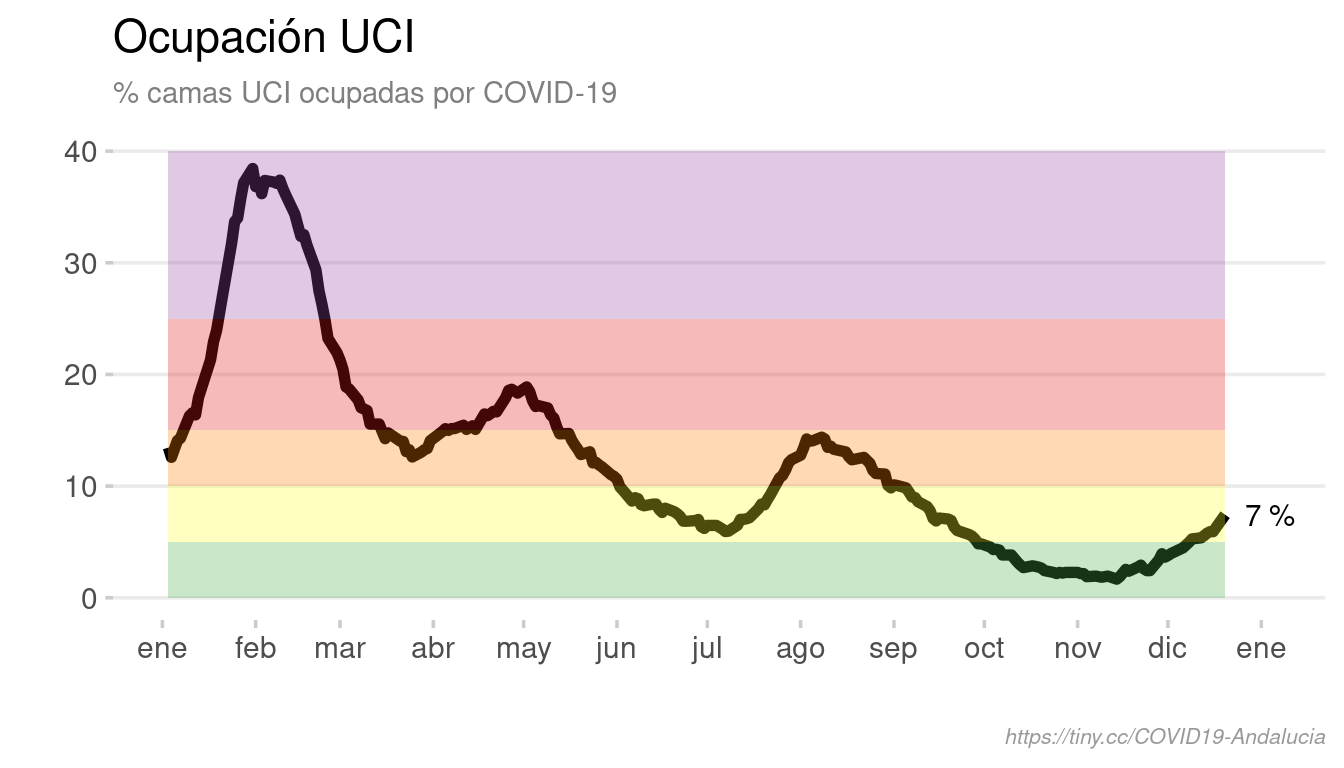 Ocupación UCI
% camas UCI ocupadas por COVID-19
40
30
20
10
0
7 %
ene feb mar abr may jun jul ago sep oct nov dic ene
https://tiny.cc/COVID19-Andalucia